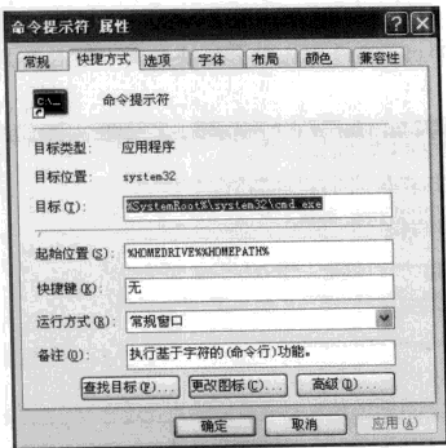 命令提示符 属性
常规 快捷方式 选项 字体 布局 颜色 兼容性
C:\_
命令提示符
目标类型: 应用程序
目标位置: system32
目标(T): %SystemRoot%\system32\cmd.exe
起始位置(S): %HOMEDRIVE%%HOMEPATH%
快捷键(K): 无
运行方式(R): 常规窗口
备注(O): 执行基于字符的(命令行)功能。
查找目标(F)... 更改图标(C)... 高级(D)...
确定 取消 应用(A)